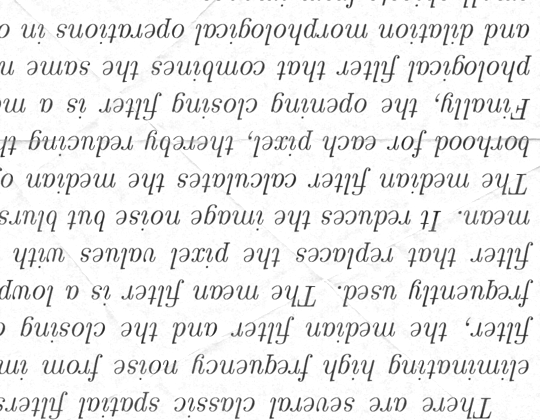 There are several classic spatial filters
eliminating high frequency noise from im
filter, the median filter and the closing o
frequently used. The mean filter is a lowp
filter that replaces the pixel values with
mean. It reduces the image noise but blurs
The median filter calculates the median o
borhood for each pixel, thereby reducing th
Finally, the opening closing filter is a m
phological filter that combines the same n
and dilation morphological operations in o